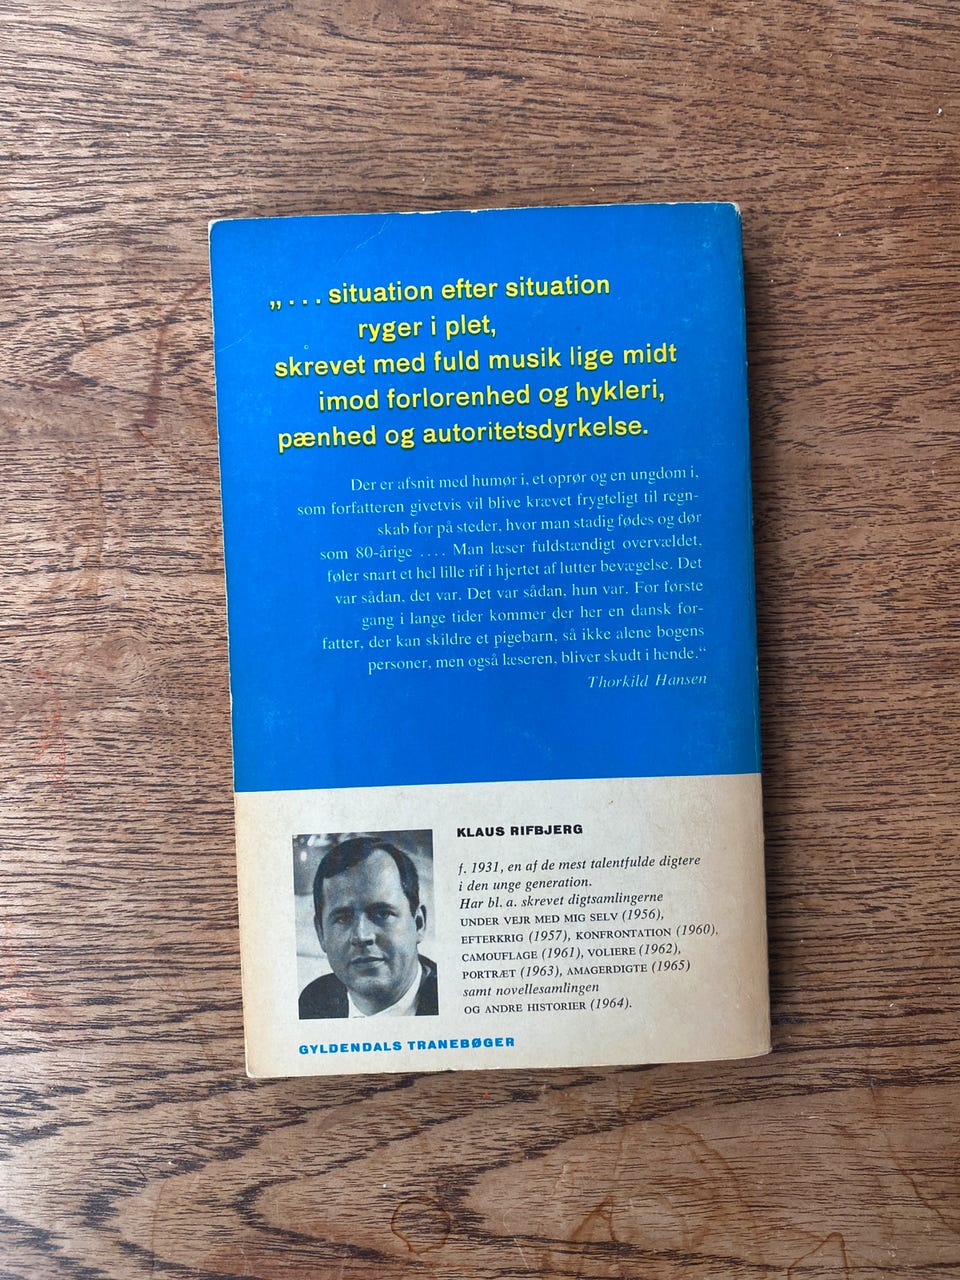 „ . . . situation efter situation
ryger i plet,
skrevet med fuld musik lige midt
imod forlorenhed og hykleri,
pænhed og autoritetsdyrkelse.
Der er afsnit med humør i, et oprør og en ungdom i,
som forfatteren givetvis vil blive krævet frygteligt til regn-
skab for på steder, hvor man stadig fødes og dør
som 80-årige .... Man læser fuldstændigt overvældet,
føler snart et hel lille rif i hjertet af lutter bevægelse. Det
var sådan, det var. Det var sådan, hun var. For første
gang i lange tider kommer der her en dansk for-
fatter, der kan skildre et pigebarn, så ikke alene bogens
personer, men også læseren, bliver skudt i hende.“
Thorkild Hansen
KLAUS RIFBJERG
f. 1931, en af de mest talentfulde digtere
i den unge generation.
Har bl. a. skrevet digtsamlingerne
UNDER VEJR MED MIG SELV (1956),
EFTERKRIG (1957), KONFRONTATION (1960),
CAMOUFLAGE (1961), VOLIERE (1962),
PORTRÆT (1963), AMAGERDIGTE (1965)
samt novellesamlingen
OG ANDRE HISTORIER (1964).
GYLDENDALS TRANEBØGER